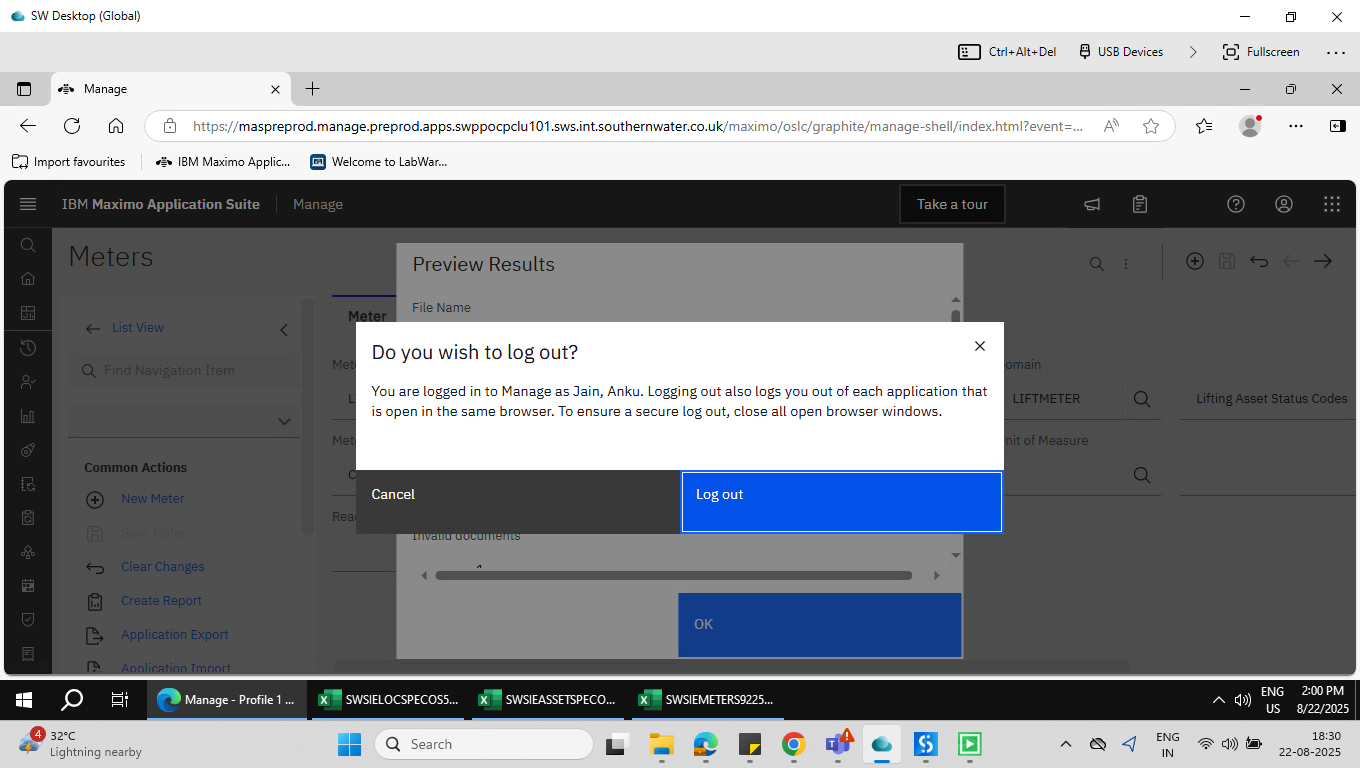 SW Desktop (Global)
Ctrl+Alt+Del
USB Devices
Fullscreen
Manage
https://maspreprod.manage.preprod.apps.swppocpclu101.sws.int.southernwater.co.uk/maximo/oslc/graphite/manage-shell/index.html?event=...
Import favourites
IBM Maximo Applic...
Welcome to LabWar...
IBM Maximo Application Suite
Manage
Take a tour
Meters
Preview Results
File Name
List View
Meter
Find Navigation Item
Do you wish to log out?
You are logged in to Manage as Jain, Anku. Logging out also logs you out of each application that
is open in the same browser. To ensure a secure log out, close all open browser windows.
LIFTMETER
Lifting Asset Status Codes
Common Actions
Cancel
Log out
New Meter
Save Meter
Invalid documents
Clear Changes
Create Report
Application Export
Application Import
OK
Manage - Profile 1 ...
SWSIELOCSPECOS5...
SWSIEASSETSPECO...
SWSIEMETERS9225...
ENG
US
2:00 PM
8/22/2025
4
32°C
Lightning nearby
Search
ENG
IN
18:30
22-08-2025